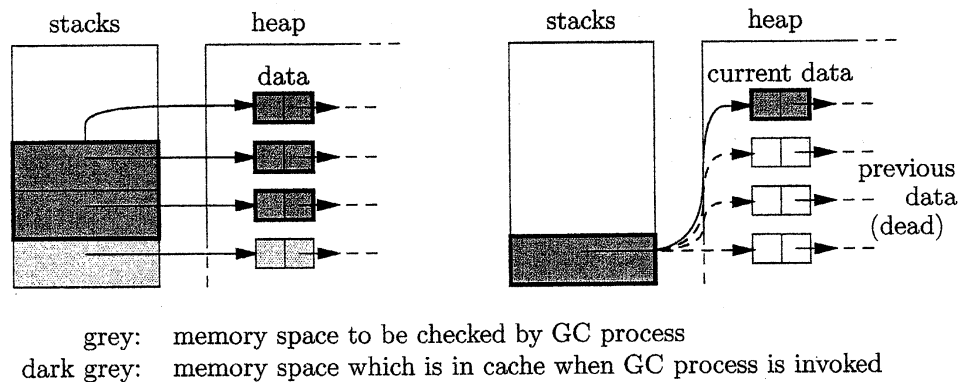 stacks heap
data
stacks heap
current data
previous
data
(dead)
grey: memory space to be checked by GC process
dark grey: memory space which is in cache when GC process is invoked